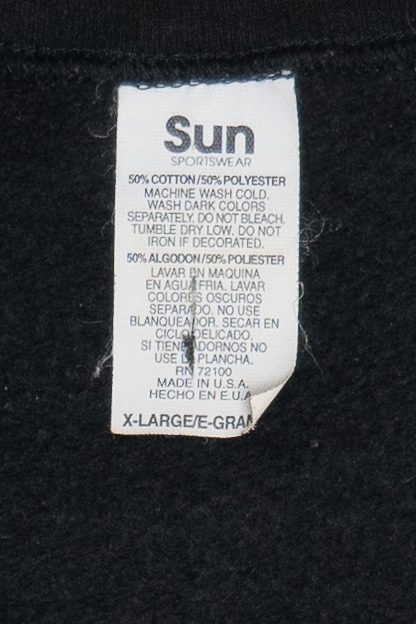 Sun
SPORTSWEAR
50% COTTON/50% POLYESTER
MACHINE WASH COLD.
WASH DARK COLORS
SEPARATELY. DO NOT BLEACH.
TUMBLE DRY LOW. DO NOT
IRON IF DECORATED.
50% ALGODON/50% POLIESTER
LAVAR EN MAQUINA
EN AGUA FRIA. LAVAR
COLORES OSCUROS
SEPARADO. NO USE
BLANQUEADOR. SECAR EN
CICLO DELICADO.
SI TIENE ADORNOS NO
USE LA PLANCHA.
RN 72100
MADE IN U.S.A.
HECHO EN E.U.A
X-LARGE/E-GRAN